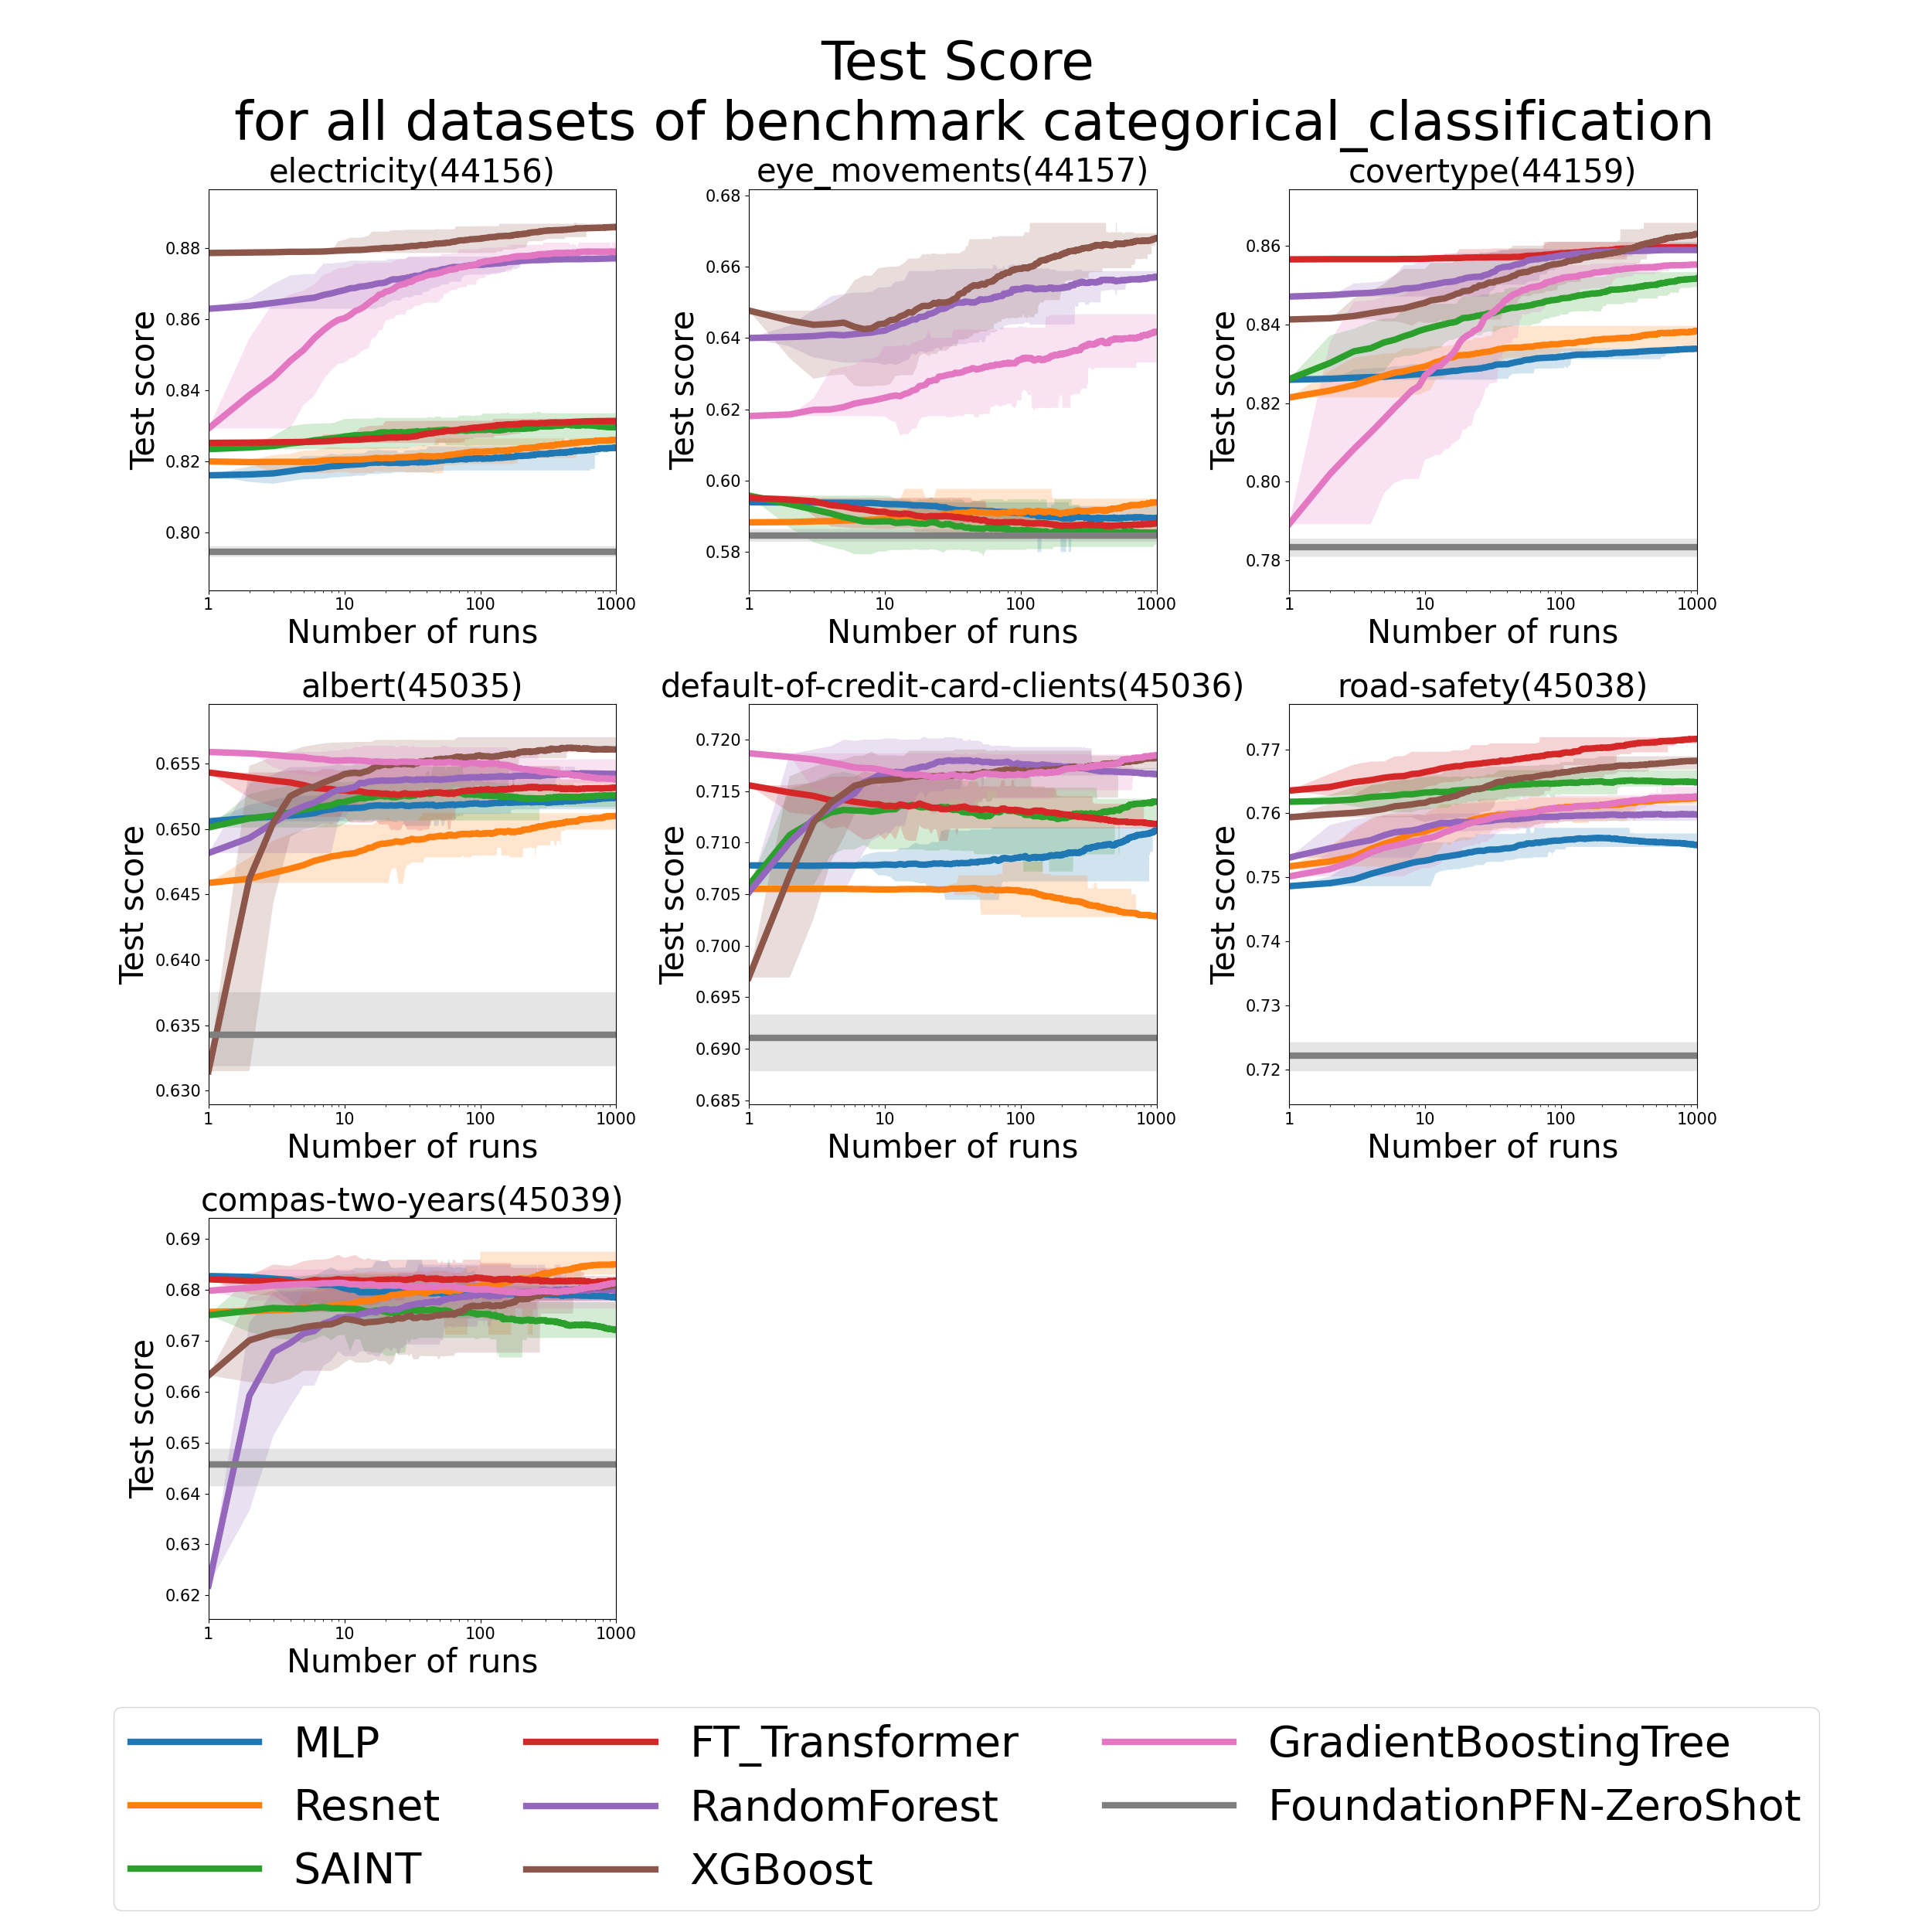 Test Score
for all datasets of benchmark categorical_classification
electricity(44156)
eye_movements(44157)
covertype(44159)
0.88
0.86
0.84
0.82
0.80
Test score
1 10 100 1000
Number of runs
0.68
0.66
0.64
0.62
0.60
0.58
Test score
1 10 100 1000
Number of runs
0.86
0.84
0.82
0.80
0.78
Test score
1 10 100 1000
Number of runs
albert(45035)
default-of-credit-card-clients(45036)
road-safety(45038)
0.655
0.650
0.645
0.640
0.635
0.630
Test score
1 10 100 1000
Number of runs
0.720
0.715
0.710
0.705
0.700
0.695
0.690
0.685
Test score
1 10 100 1000
Number of runs
0.77
0.76
0.75
0.74
0.73
0.72
Test score
1 10 100 1000
Number of runs
compas-two-years(45039)
0.69
0.68
0.67
0.66
0.65
0.64
0.63
0.62
Test score
1 10 100 1000
Number of runs
MLP
Resnet
SAINT
FT_Transformer
RandomForest
XGBoost
GradientBoostingTree
FoundationPFN-ZeroShot